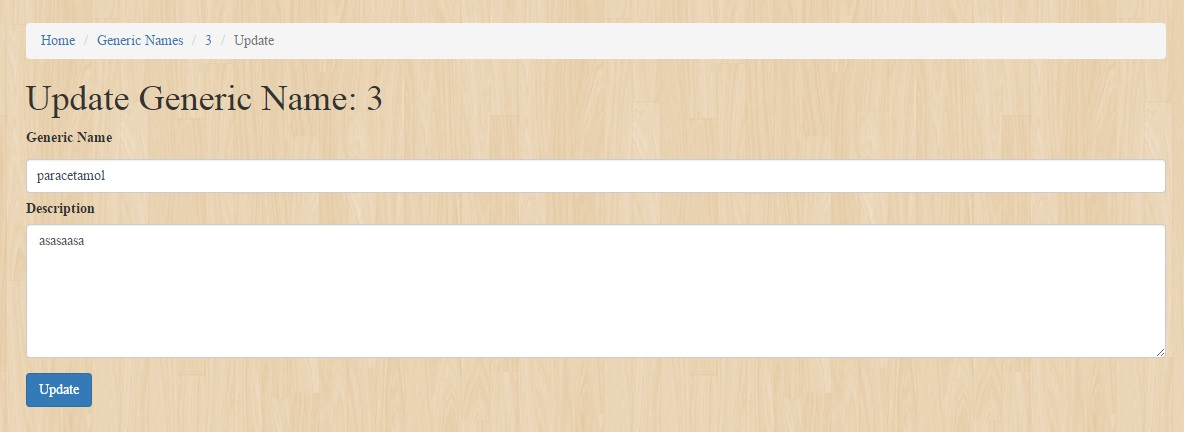 Home / Generic Names / 3 / Update
Update Generic Name: 3
Generic Name
paracetamol
Description
asasaasa
Update